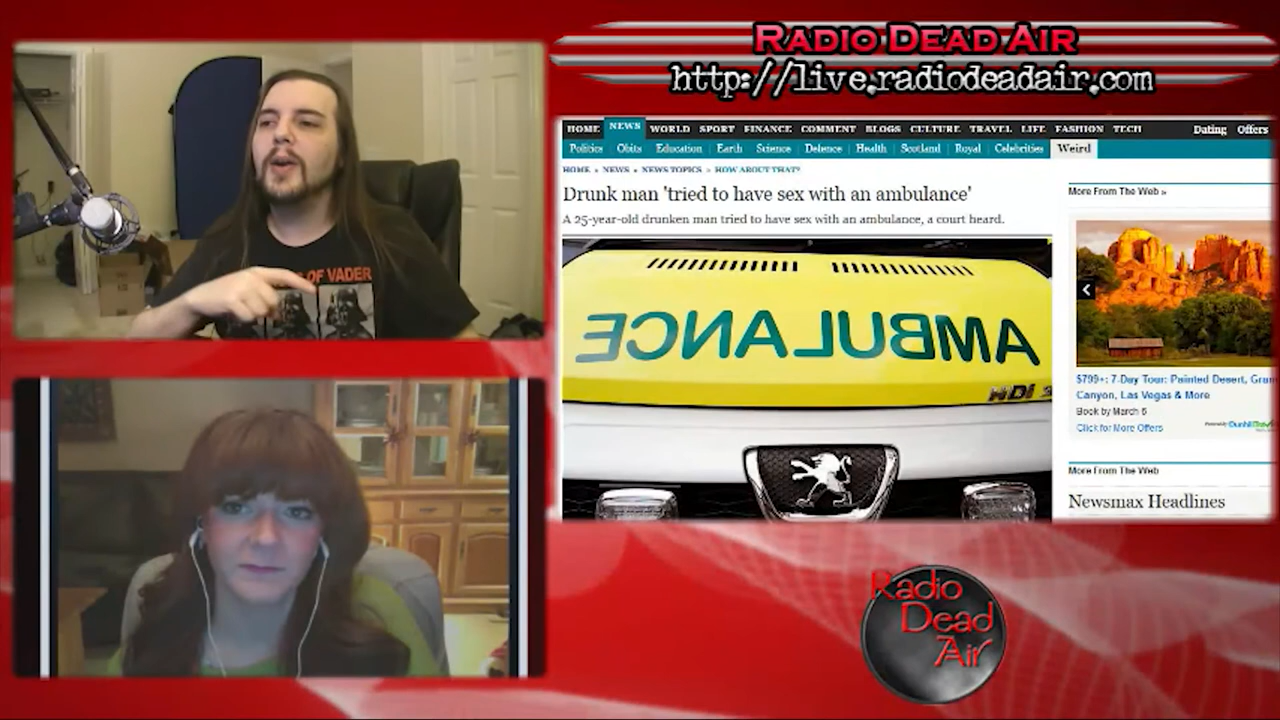 RADIO DEAD AIR
http://live.radiodeadair.com
HOME NEWS WORLD SPORT FINANCE COMMENT BLOGS CULTURE TRAVEL LIFE FASHION TECH Dating Offers
Politics Obits Education Earth Science Defence Health Scotland Royal Celebrities Weird
HOME » NEWS » NEWS TOPICS » HOW ABOUT THAT?
Drunk man 'tried to have sex with an ambulance'
A 25-year-old drunken man tried to have sex with an ambulance, a court heard.
More From The Web »
AMBULANCE
HDI
$799+: 7-Day Tour: Painted Desert, Gran
Canyon, Las Vegas & More
Book by March 6
Click for More Offers
More From The Web
Newsmax Headlines
OF VADER
Radio
Dead
Air